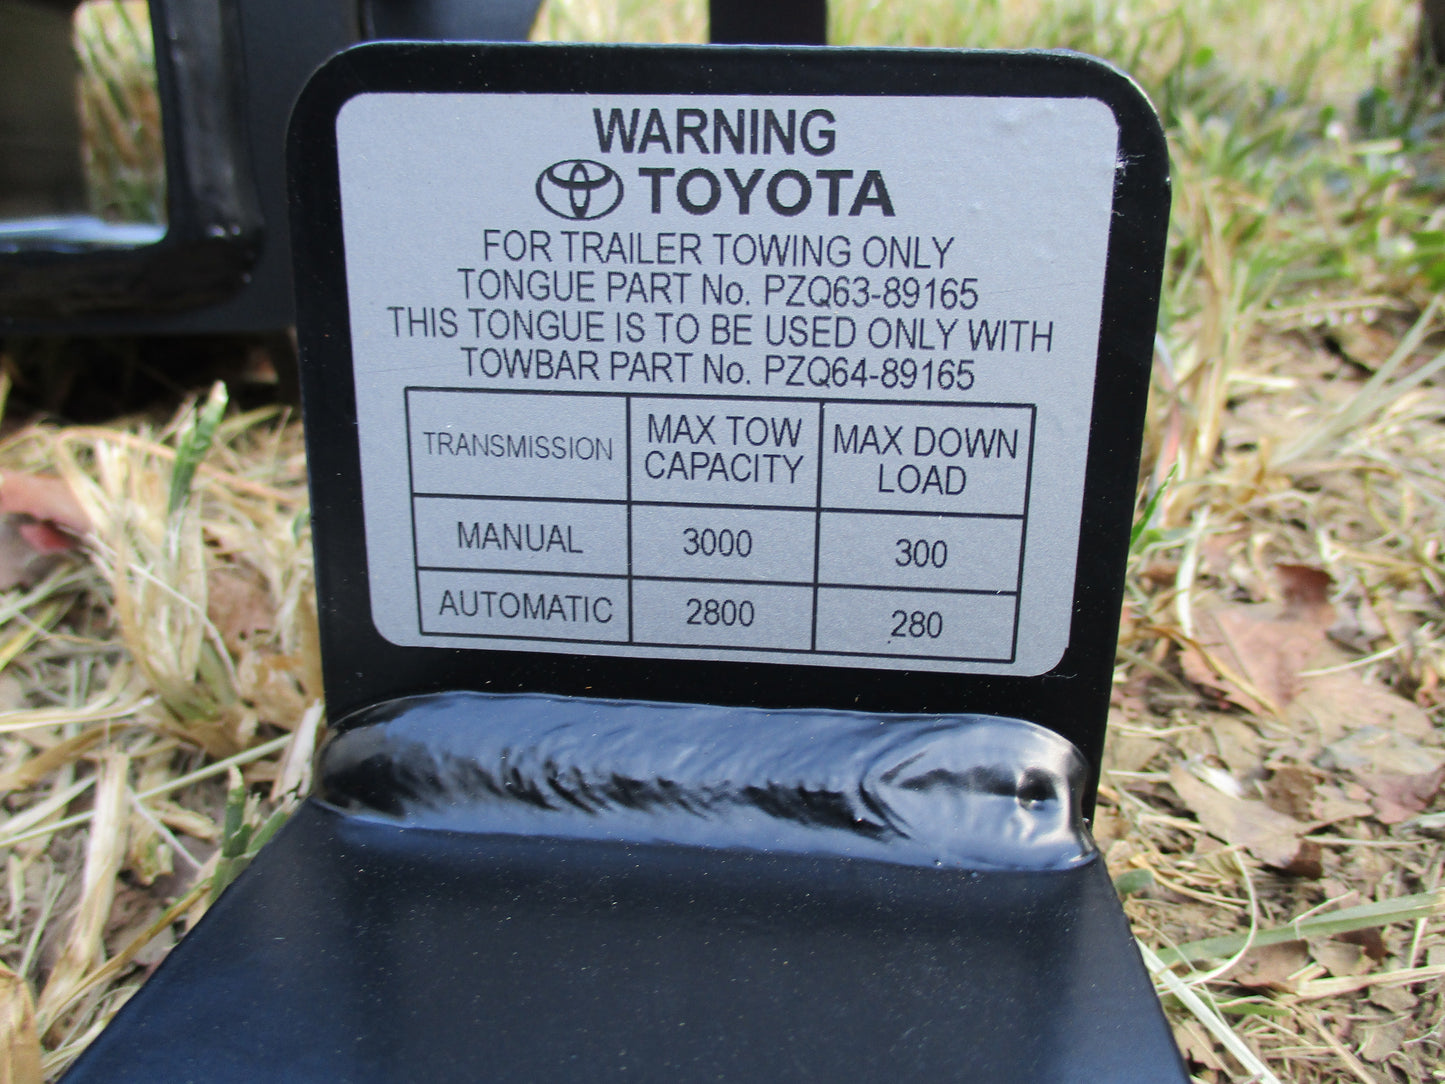 WARNING
TOYOTA
FOR TRAILER TOWING ONLY
TONGUE PART No. PZQ63-89165
THIS TONGUE IS TO BE USED ONLY WITH
TOWBAR PART No. PZQ64-89165
TRANSMISSION MAX TOW CAPACITY MAX DOWN LOAD
MANUAL 3000 300
AUTOMATIC 2800 280